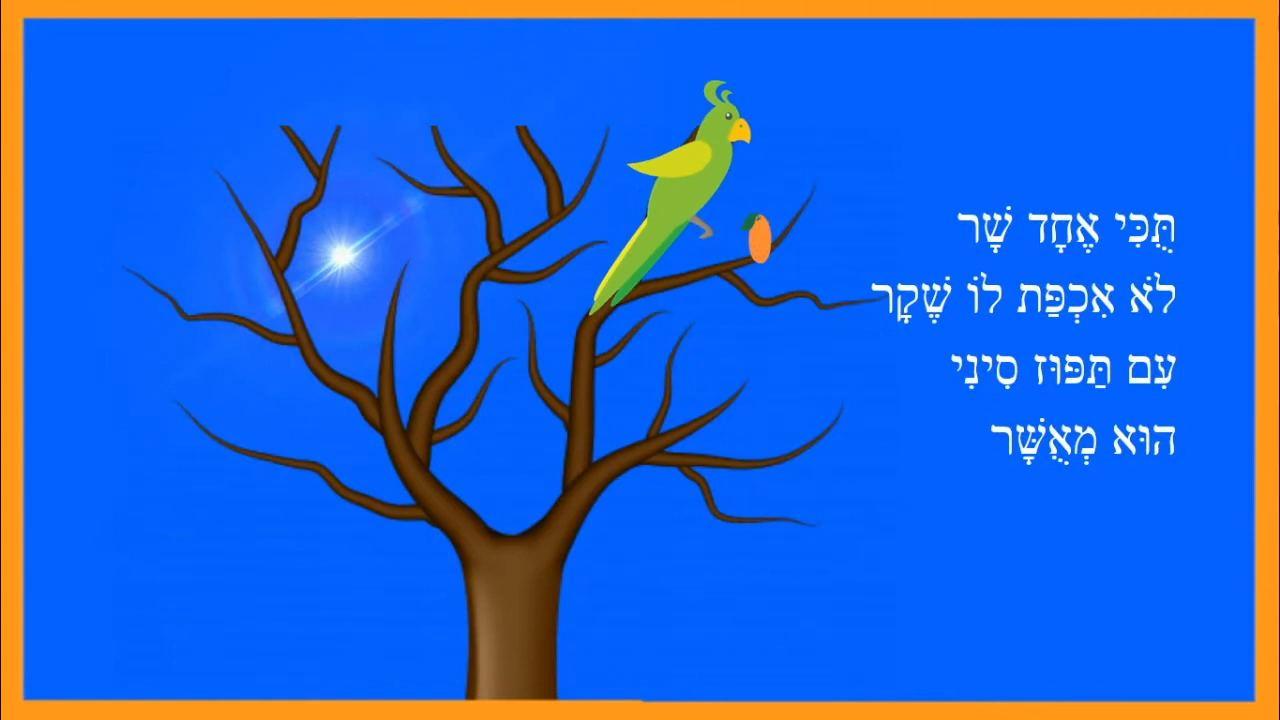 תֻּכִּי אֶחָד שָׁר
לֹא אִכְפַּת לוֹ שֶׁקָר
עִם תַּפּוּז סִינִי
הוּא מְאֻשָּׁר